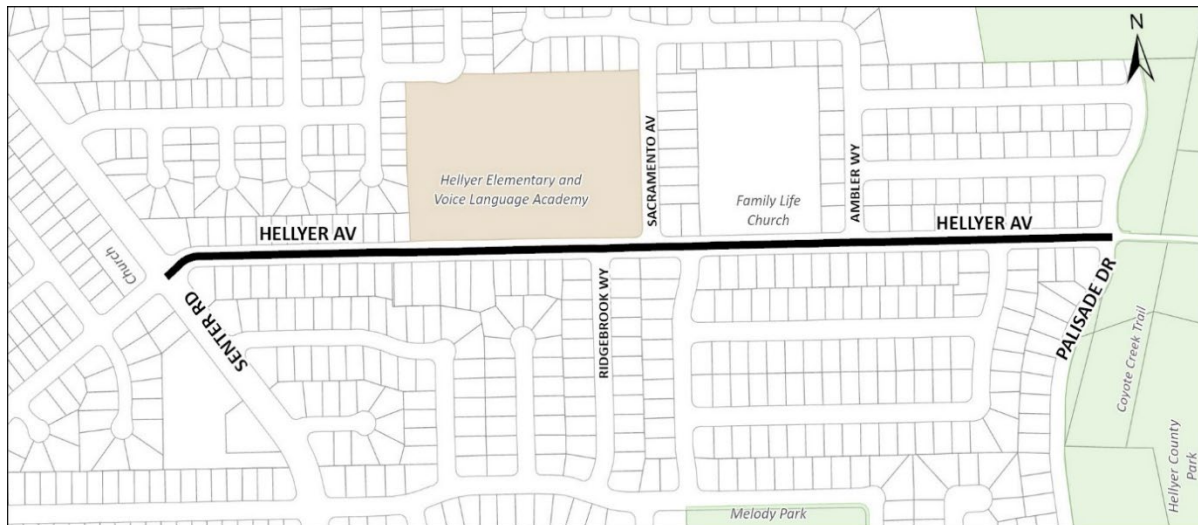 N
Hellyer Elementary and
Voice Language Academy
SACRAMENTO AV
Family Life
Church
AMBLER WY
HELLYER AV
HELLYER AV
Church
SENTER RD
RIDGEBROOK WY
PALISADE DR
Coyote Creek Trail
Hellyer County
Park
Melody Park